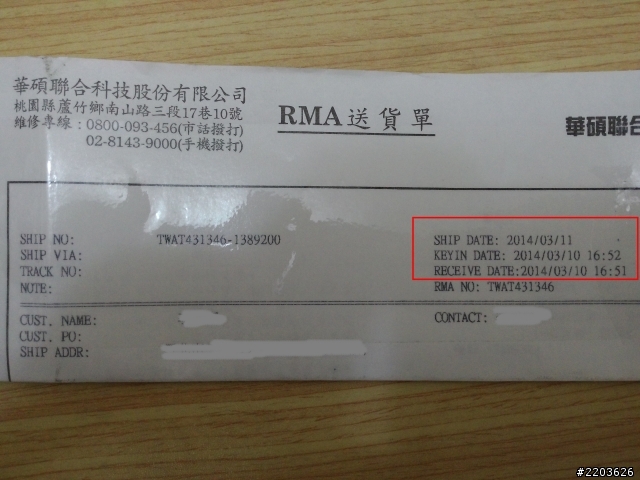 華碩聯合科技股份有限公司
桃園縣蘆竹鄉南山路三段17巷10號
維修專線：0800-093-456(市話撥打)
02-8143-9000(手機撥打)
RMA送貨單
華碩聯合
SHIP NO: TWAT431346-1389200
SHIP VIA:
TRACK NO:
NOTE:
SHIP DATE: 2014/03/11
KEYIN DATE: 2014/03/10 16:52
RECEIVE DATE:2014/03/10 16:51
RMA NO: TWAT431346
CUST. NAME:
CONTACT:
CUST. PO:
SHIP ADDR:
#2203626